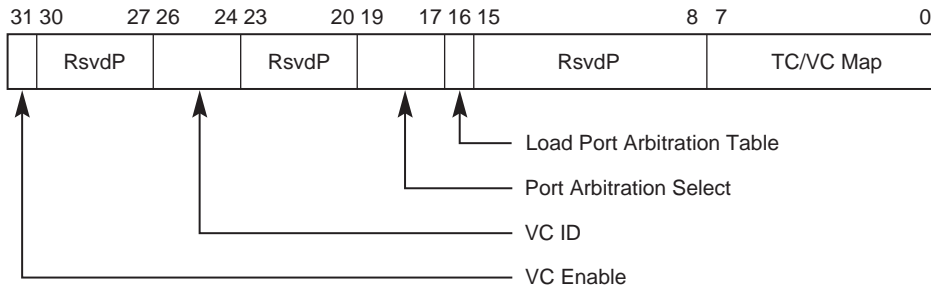 31 30 27 26 24 23 20 19 17 16 15 8 7 0
RsvdP RsvdP RsvdP TC/VC Map
Load Port Arbitration Table
Port Arbitration Select
VC ID
VC Enable